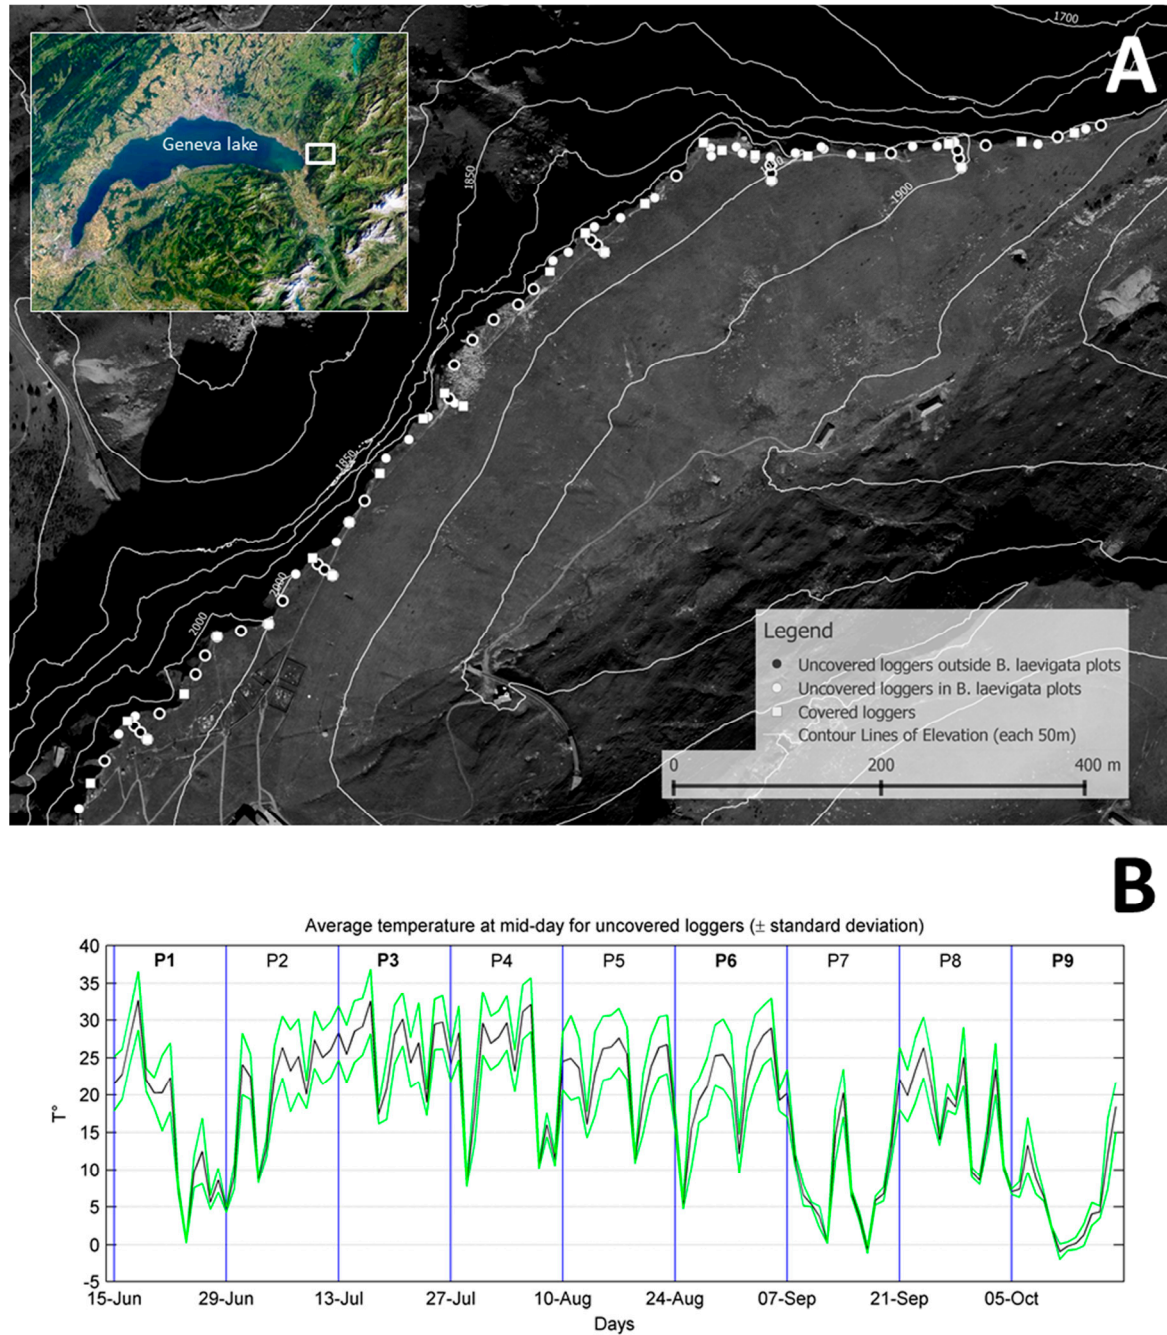 A
1700
Geneva lake
1850
1900
1850
2000
2000
Legend
Uncovered loggers outside B. laevigata plots
Uncovered loggers in B. laevigata plots
Covered loggers
Contour Lines of Elevation (each 50m)
0 200 400 m
B
Average temperature at mid-day for uncovered loggers (± standard deviation)
P1 P2 P3 P4 P5 P6 P7 P8 P9
40
35
30
25
20
15
10
5
0
-5
T°
15-Jun 29-Jun 13-Jul 27-Jul 10-Aug 24-Aug 07-Sep 21-Sep 05-Oct
Days